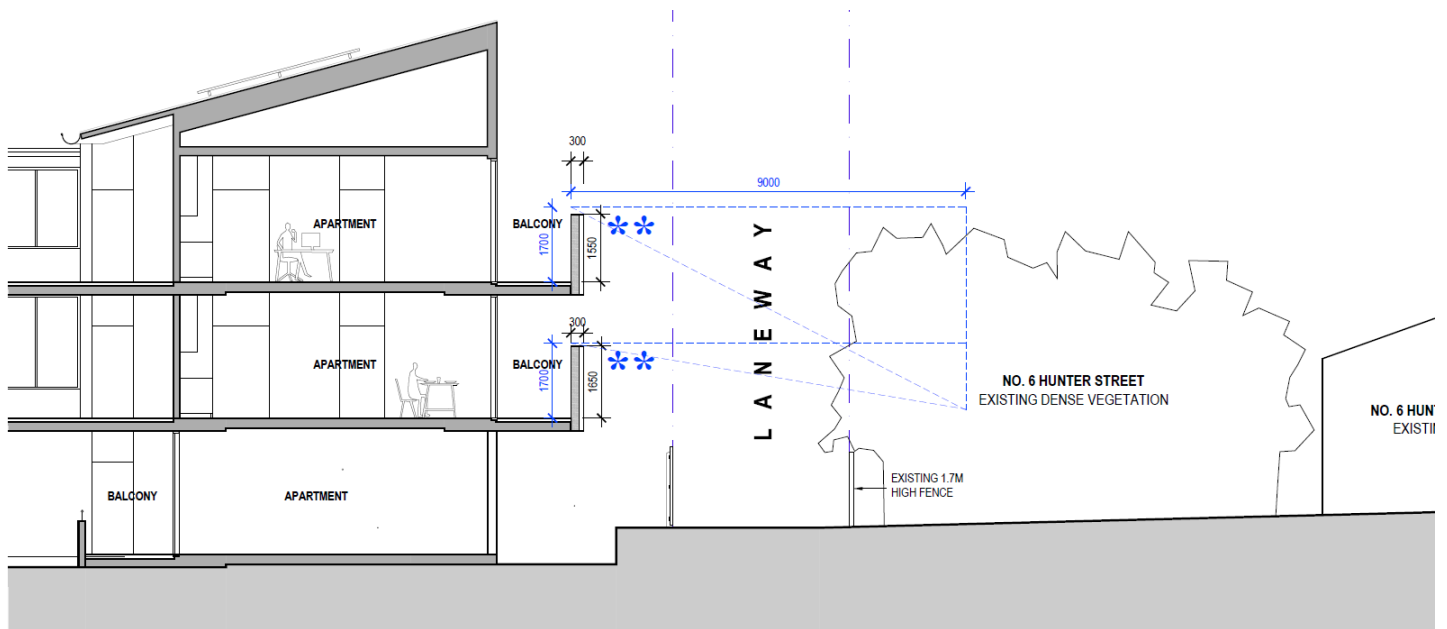 300
9000
APARTMENT
BALCONY
**
1700
1550
LANEWAY
300
APARTMENT
BALCONY
**
1700
1650
NO. 6 HUNTER STREET
EXISTING DENSE VEGETATION
NO. 6 HUNT
EXISTIN
BALCONY
APARTMENT
EXISTING 1.7M
HIGH FENCE